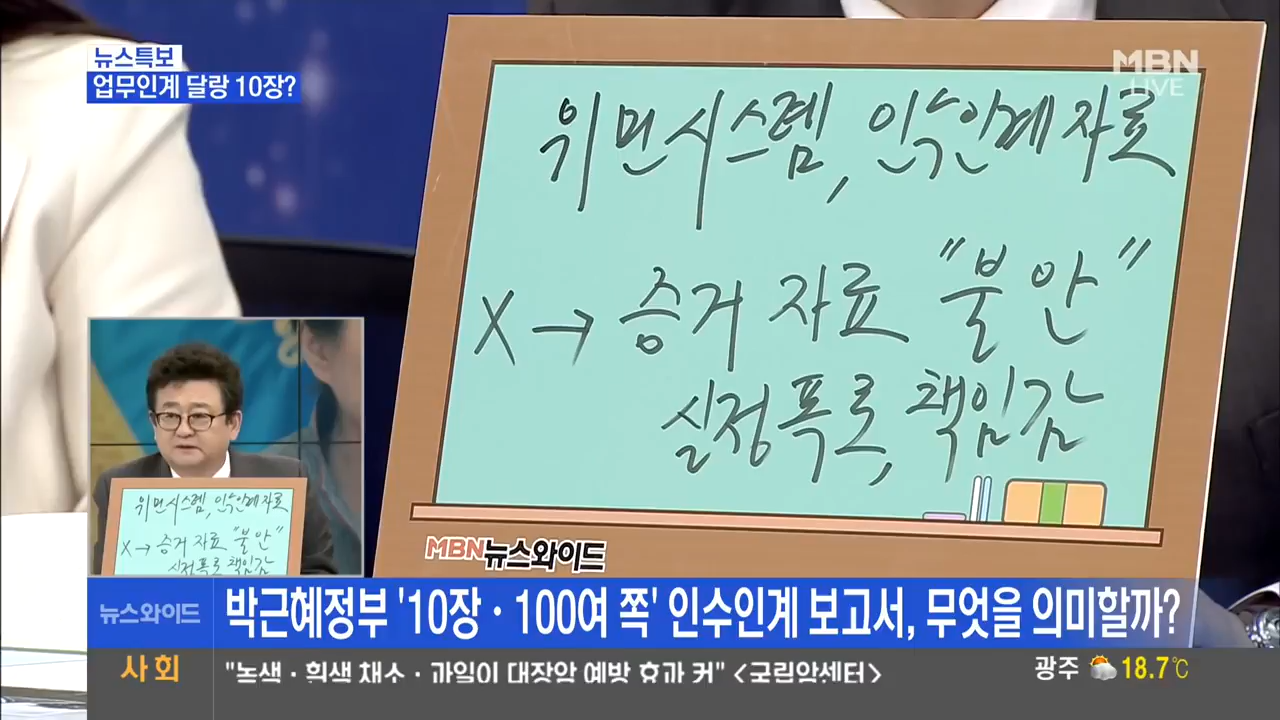 뉴스특보
업무인계 달랑 10장?
MBN
LIVE
위민시스템, 인수인계자료
X → 증거 자료 "불안"
실정폭로, 책임감
MBN뉴스와이드
위민시스템, 인수인계자료
X → 증거 자료 "불안"
실정폭로 책임감
뉴스와이드
박근혜정부 '10장·100여 쪽' 인수인계 보고서, 무엇을 의미할까?
사회
"녹색·흰색 채소·과일이 대장암 예방 효과 커" <국립암센터>
광주 18.7℃